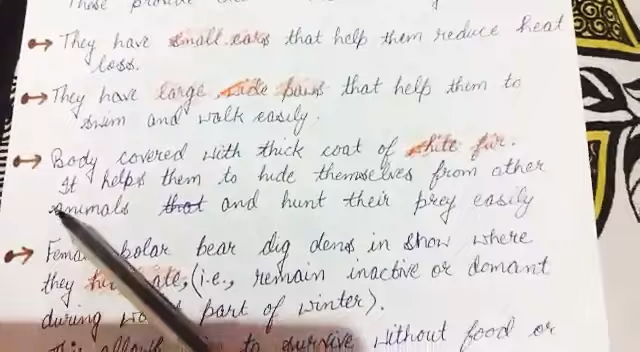 These provide
→ They have small ears that help them reduce heat
loss.
→ They have large wide paws that help them to
swim and walk easily.
→ Body covered with thick coat of white fur.
It helps them to hide themselves from other
animals that and hunt their prey easily
→ polar bear dig dens in snow where
they (i.e., remain inactive or domant
during part of winter).
to survive without food or